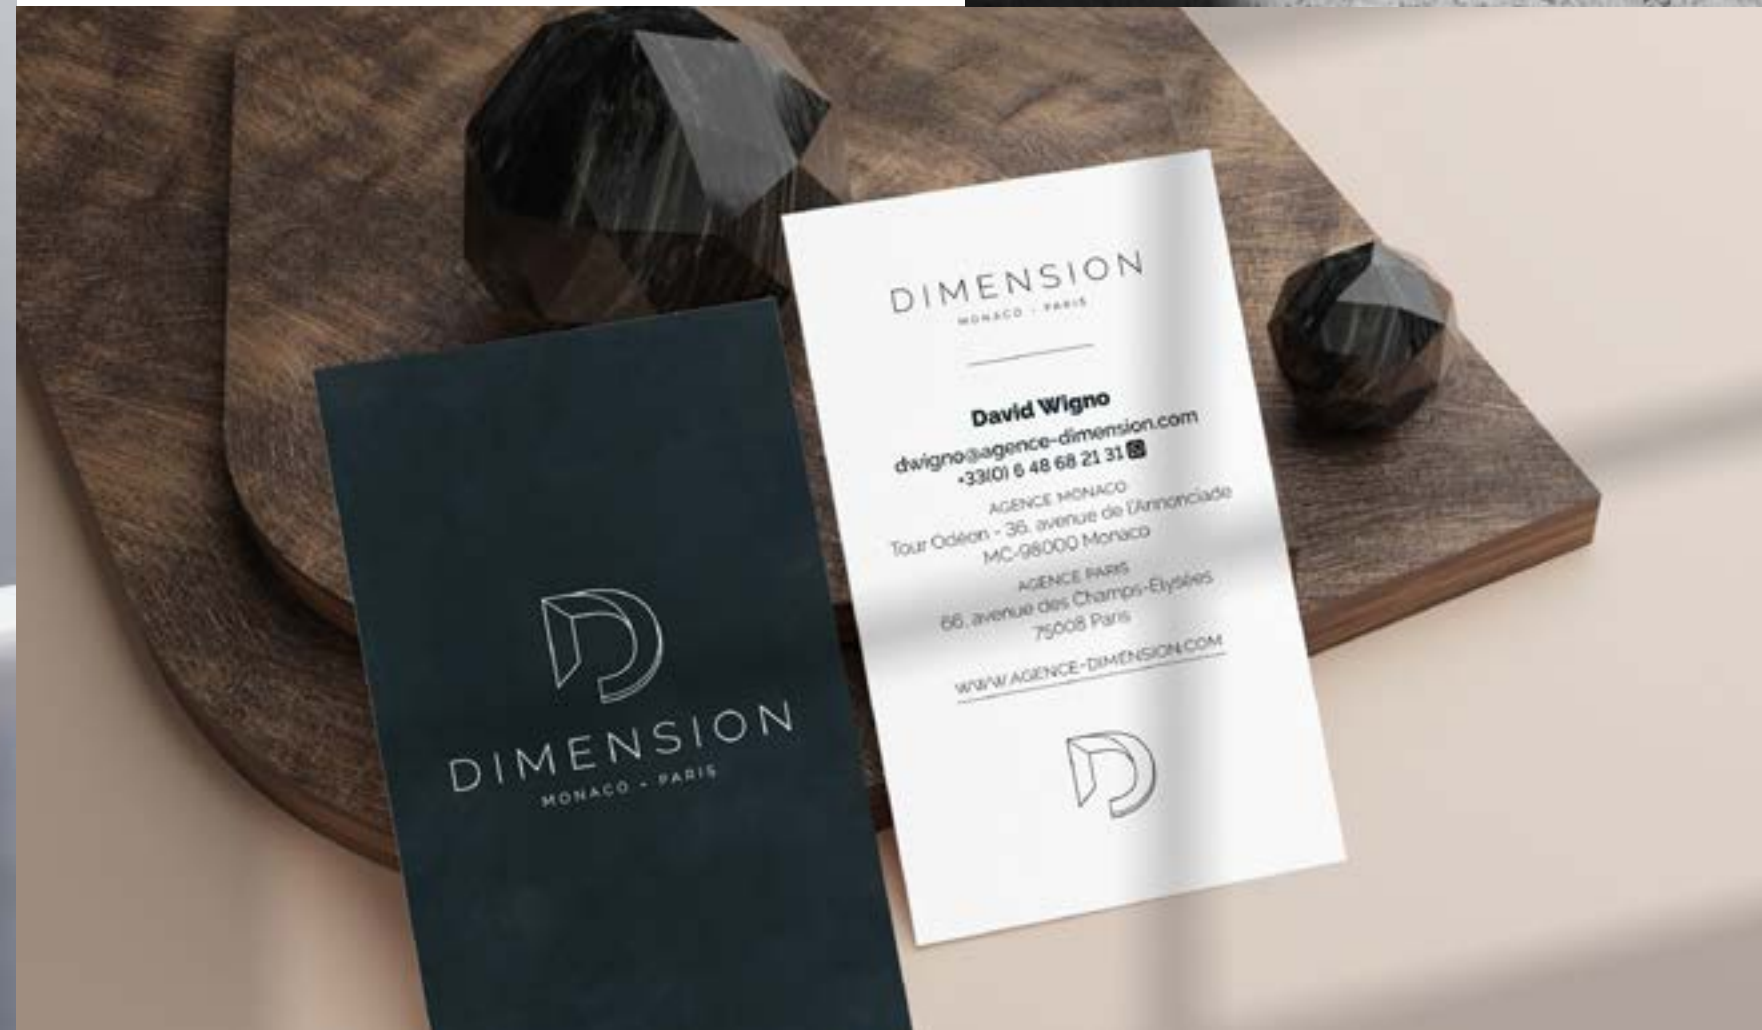 DIMENSION
MONACO - PARIS
DIMENSION
MONACO - PARIS
David Wigno
dwigno@agence-dimension.com
+33(0) 6 48 68 21 31
AGENCE MONACO
Tour Odéon - 36, avenue de l'Annonciade
MC-98000 Monaco
AGENCE PARIS
66, avenue des Champs-Elysées
75008 Paris
WWW.AGENCE-DIMENSION.COM